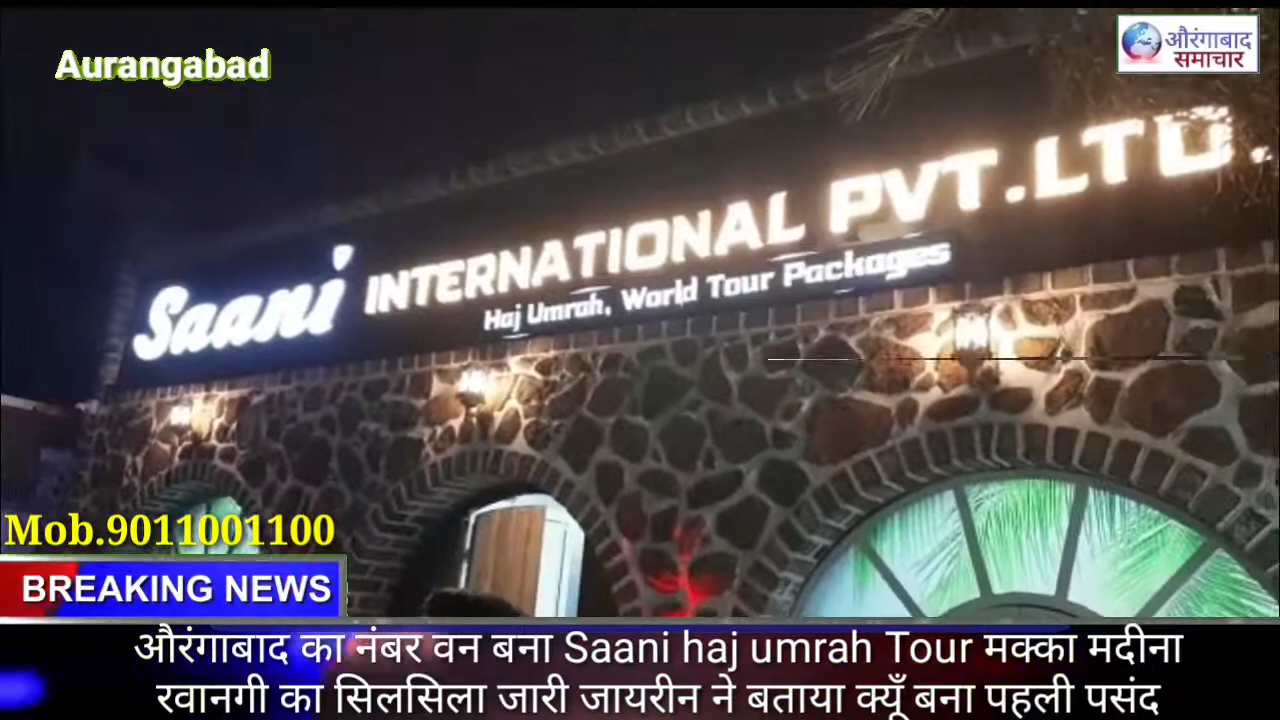 Aurangabad
औरंगाबाद
समाचार
Saani INTERNATIONAL PVT.LTD.
Haj Umrah, World Tour Packages
Mob.9011001100
BREAKING NEWS
औरंगाबाद का नंबर वन बना Saani haj umrah Tour मक्का मदीना
रवानगी का सिलसिला जारी जायरीन ने बताया क्यूँ बना पहली पसंद